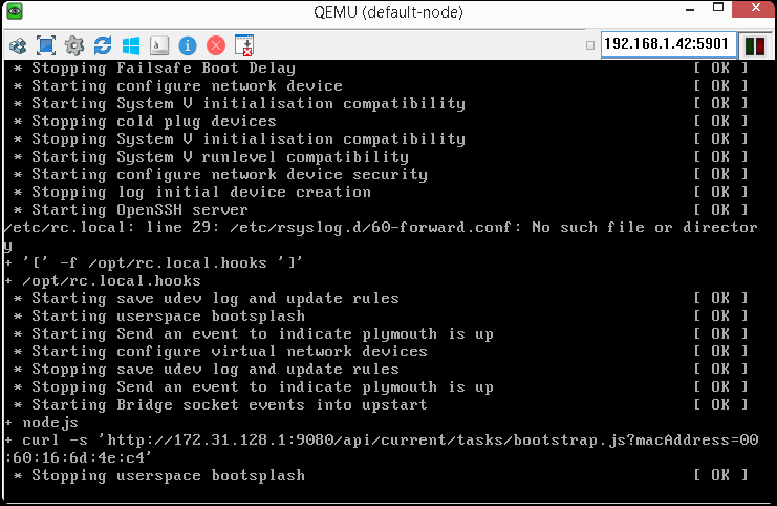 QEMU (default-node)
192.168.1.42:5901
* Stopping Failsafe Boot Delay [ OK ]
* Starting configure network device [ OK ]
* Starting System V initialisation compatibility [ OK ]
* Stopping cold plug devices [ OK ]
* Stopping System V initialisation compatibility [ OK ]
* Starting System V runlevel compatibility [ OK ]
* Starting configure network device security [ OK ]
* Stopping log initial device creation [ OK ]
* Starting OpenSSH server [ OK ]
/etc/rc.local: line 29: /etc/rsyslog.d/60-forward.conf: No such file or director
y
+ '[' -f /opt/rc.local.hooks ']'
+ /opt/rc.local.hooks
* Starting save udev log and update rules [ OK ]
* Starting userspace bootsplash [ OK ]
* Starting Send an event to indicate plymouth is up [ OK ]
* Starting configure virtual network devices [ OK ]
* Stopping save udev log and update rules [ OK ]
* Stopping Send an event to indicate plymouth is up [ OK ]
* Starting Bridge socket events into upstart [ OK ]
+ nodejs
+ curl -s 'http://172.31.128.1:9080/api/current/tasks/bootstrap.js?macAddress=00
:60:16:6d:4e:c4'
* Stopping userspace bootsplash [ OK ]